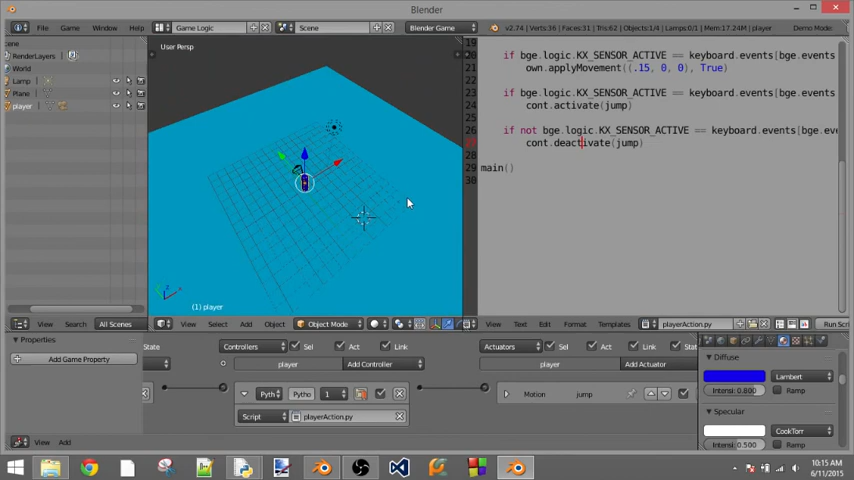 Blender
File Game Window Help Game Logic Scene Blender Game v2.74 | Verts:36 | Faces:31 | Tris:62 | Objects:1/4 | Lamps:0/1 | Mem:17.24M | player Demo Mode
cene
RenderLayers
World
Lamp
Plane
player
User Persp
(1) player
19
20 if bge.logic.KX_SENSOR_ACTIVE == keyboard.events[bge.events
21 own.applyMovement((.15, 0, 0), True)
23 if bge.logic.KX_SENSOR_ACTIVE == keyboard.events[bge.events
24 cont.activate(jump)
26 if not bge.logic.KX_SENSOR_ACTIVE == keyboard.events[bge.eve
cont.deactivate(jump)
28
29 main()
30
View Search All Scenes View Select Add Object Object Mode View Text Edit Format Templates playerAction.py Run Scri
Properties State Controllers Sel Act Link Actuators Sel Act Link Diffuse
Add Game Property player Add Controller player Add Actuator Lambert
Pyth Pytho 1 Motion jump Intensi: 0.800 Ramp
Script playerAction.py Specular
CookTorr
View Add Intensi: 0.500 Ramp
10:15 AM
6/11/2015